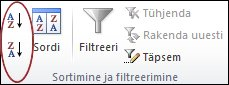 A
Z
Z
A
A Z
Z A
Sordi
Filtreeri
Tühjenda
Rakenda uuesti
Täpsem
Sortimine ja filtreerimine